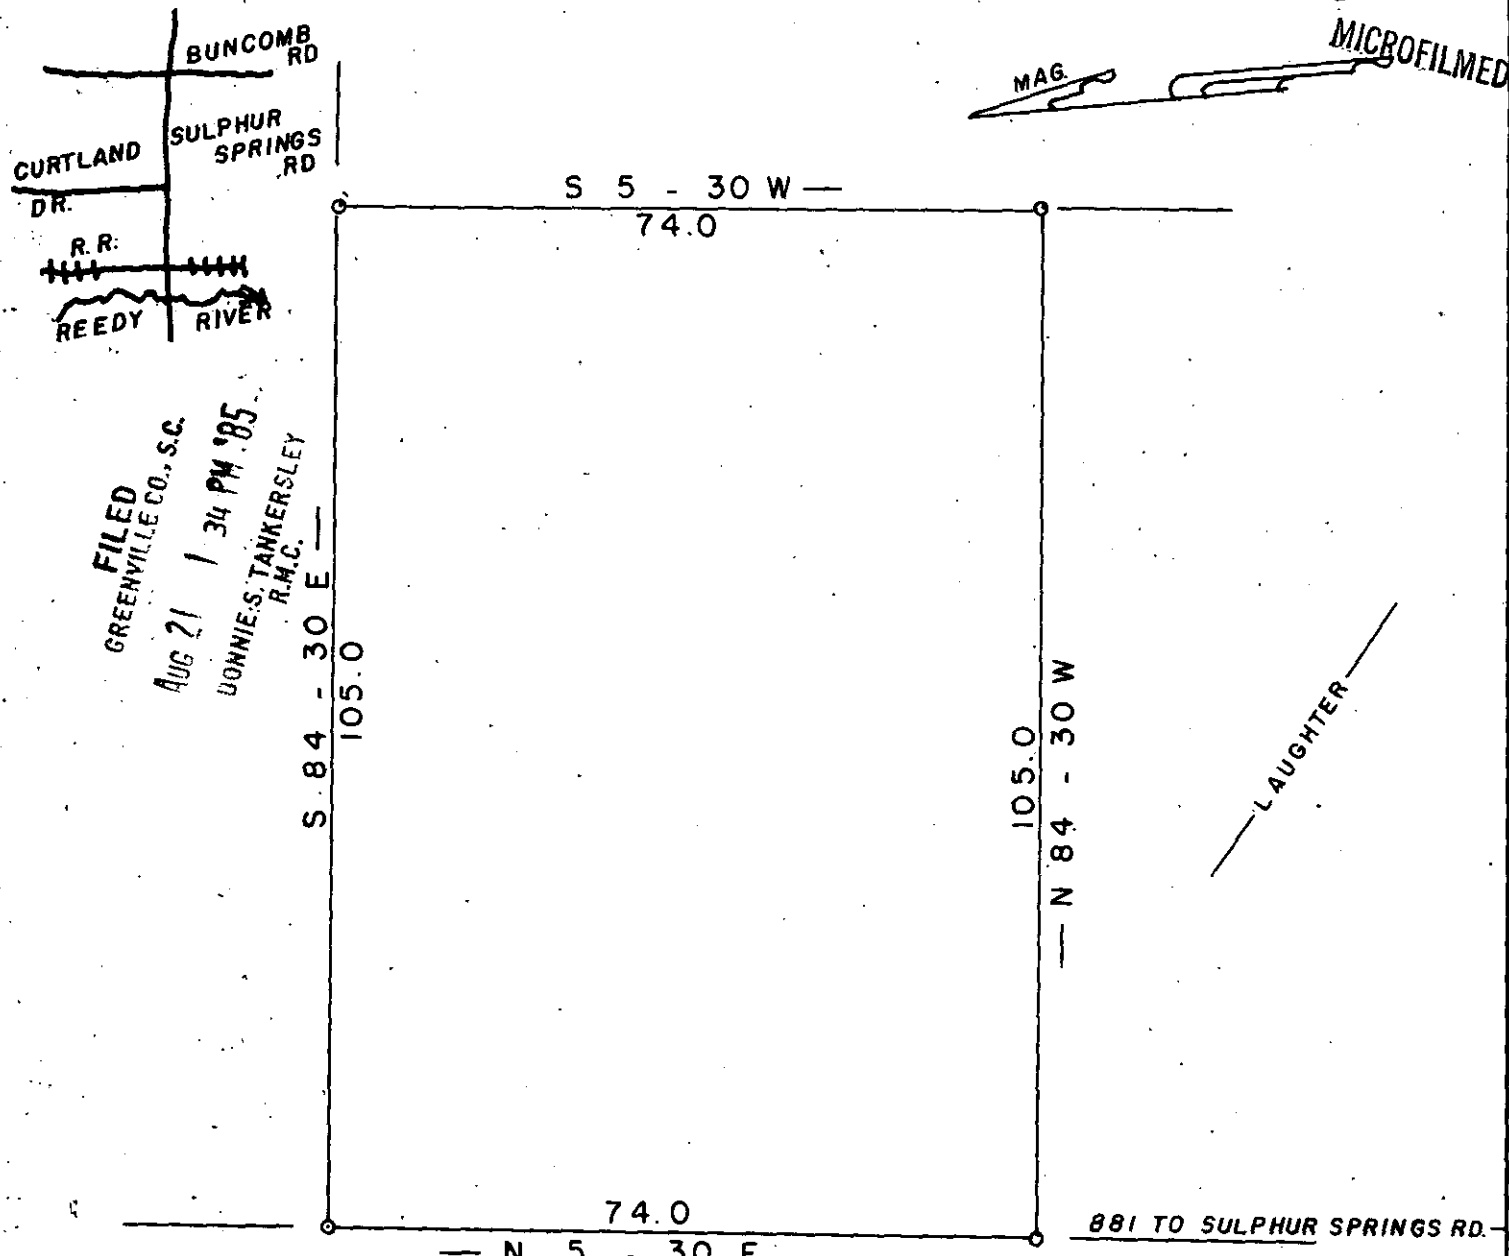 BUNCOMB
RD
SULPHUR
SPRINGS
RD
CURTLAND
DR.
R. R.
REEDY RIVER
MAG.
MICROFILMED
S 5 - 30 W
74.0
FILED
GREENVILLE CO., S.C.
AUG 21 1 34 PM '85
DONNIE S. TANKERSLEY
R.M.C.
S 84 - 30 E
105.0
105.0
N 84 - 30 W
LAUGHTER
74.0
N 5 - 30 E
881 TO SULPHUR SPRINGS RD.